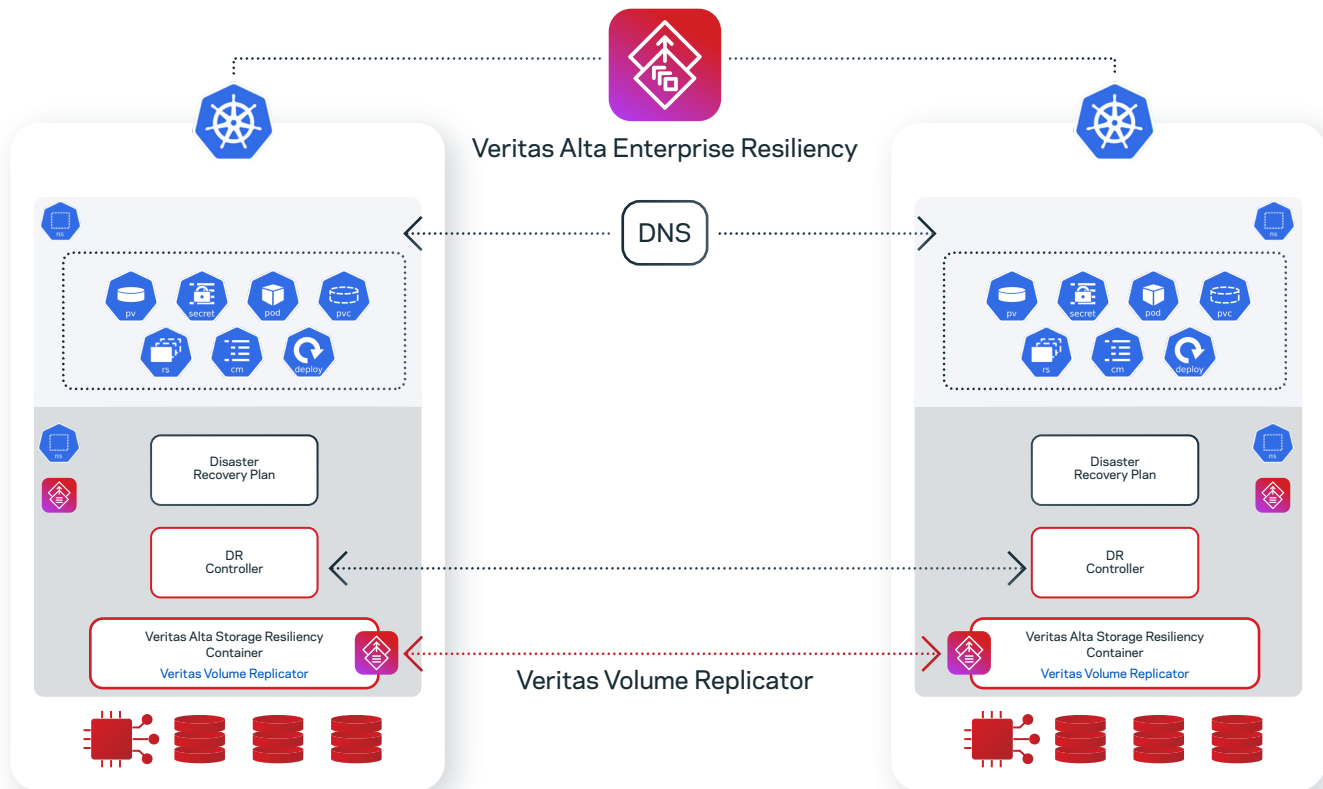 Veritas Alta Enterprise Resiliency
DNS
ns
pv
secret
pod
pvc
rs
cm
deploy
ns
Disaster
Recovery Plan
DR
Controller
Veritas Alta Storage Resiliency
Container
Veritas Volume Replicator
Veritas Volume Replicator
ns
pv
secret
pod
pvc
rs
cm
deploy
ns
Disaster
Recovery Plan
DR
Controller
Veritas Alta Storage Resiliency
Container
Veritas Volume Replicator